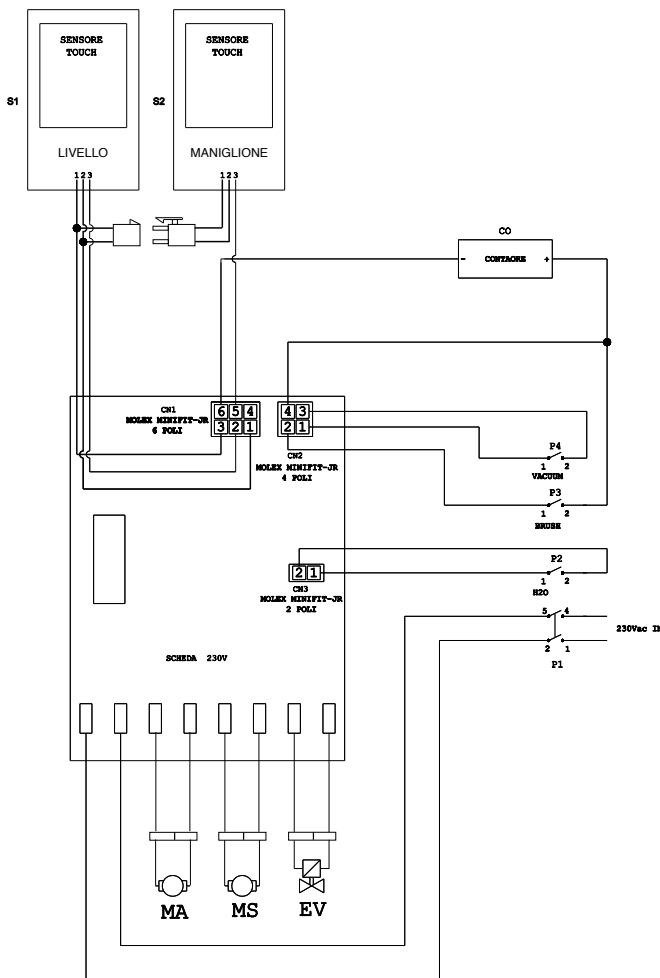 SENSORE
TOUCH
SENSORE
TOUCH
S1
S2
LIVELLO
MANIGLIONE
1 2 3
1 2 3
CO
- CONTAORE +
CN1
MOLEX MINIFIT-JR
6 POLI
6 5 4
3 2 1
4 3
2 1
CN2
MOLEX MINIFIT-JR
4 POLI
P4
1 2
VACUUM
P3
1 2
BRUSH
2 1
CN3
MOLEX MINIFIT-JR
2 POLI
P2
1 2
H2O
5 4
230Vac
2 1
P1
SCHEDA 230V
MA
MS
EV